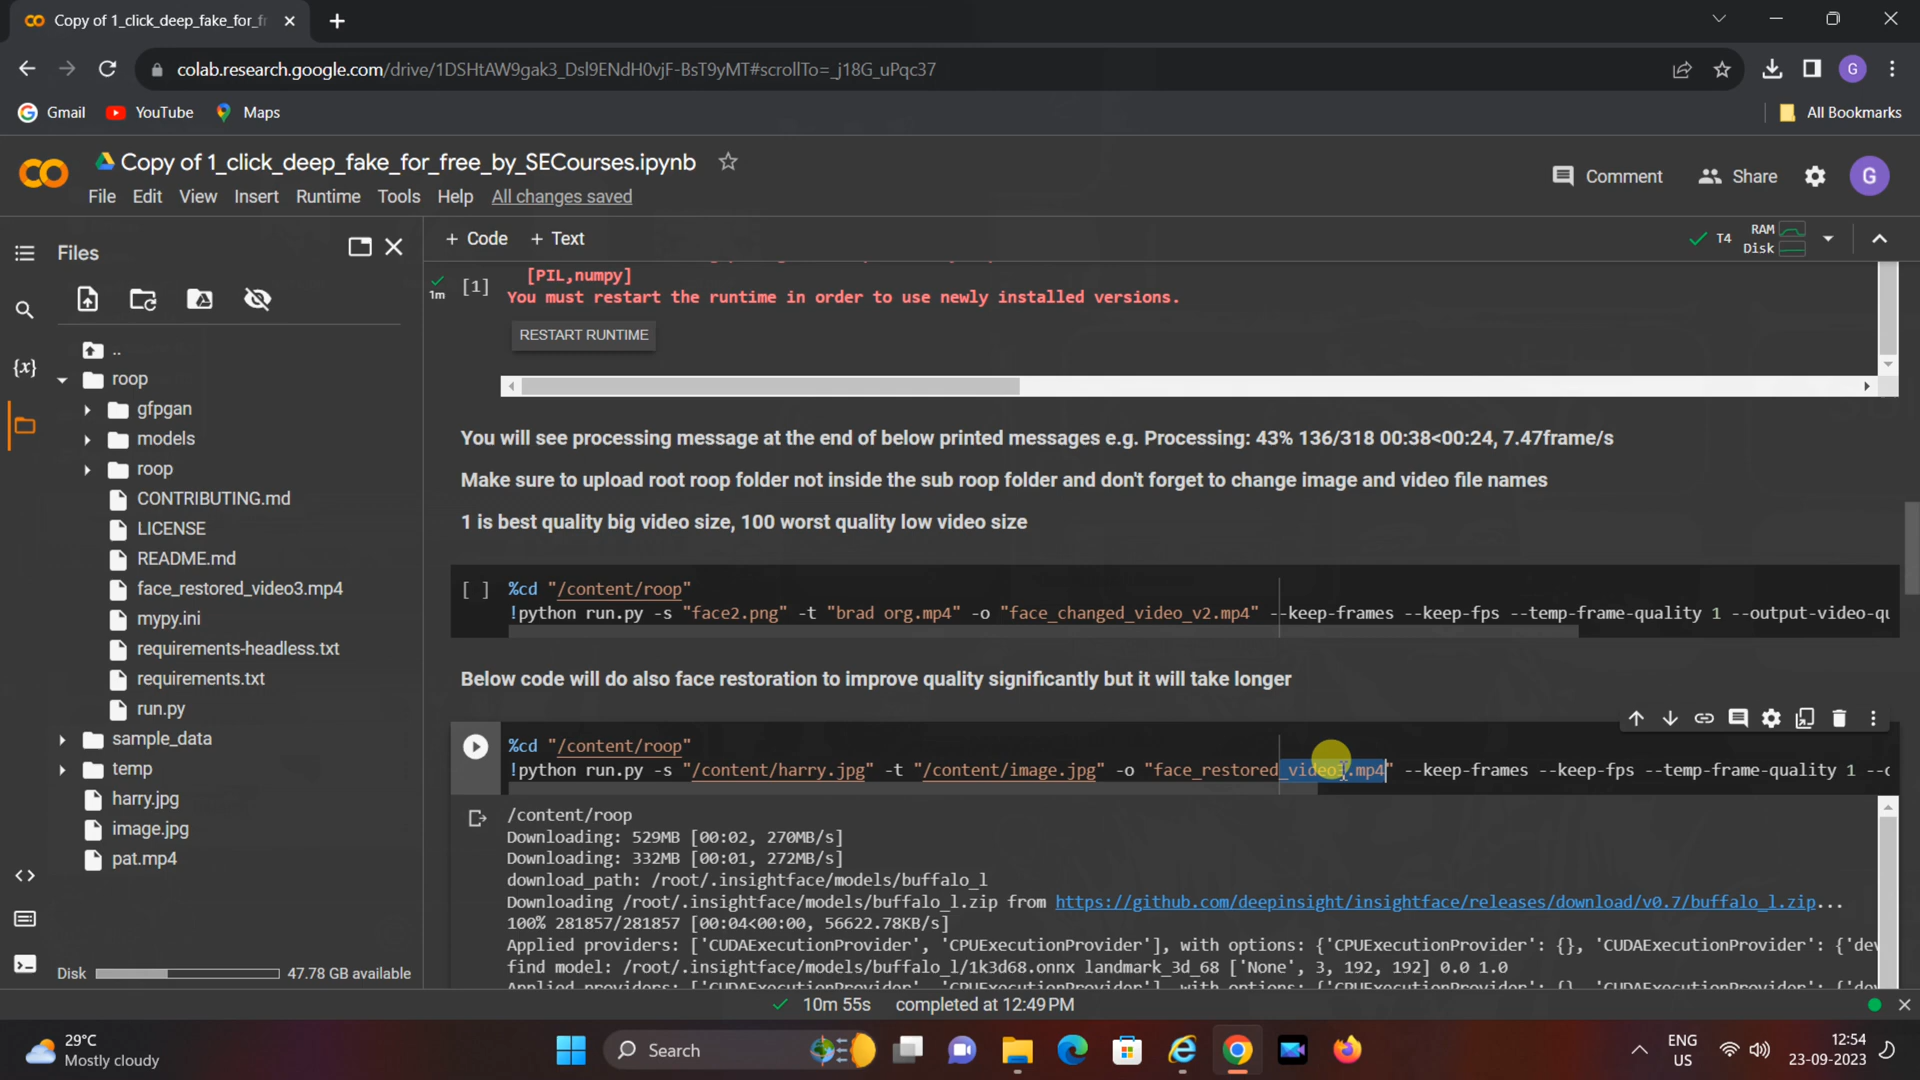 Copy of 1_click_deep_fake_for_f
colab.research.google.com/drive/1DSHtAW9gak3_Dsl9ENdH0vjF-BsT9yMT#scrollTo=_j18G_uPqc37
G
Gmail
YouTube
Maps
All Bookmarks
Copy of 1_click_deep_fake_for_free_by_SECourses.ipynb
Comment
Share
G
File Edit View Insert Runtime Tools Help All changes saved
Files
+ Code + Text
T4
RAM
Disk
..
roop
gfpgan
models
roop
CONTRIBUTING.md
LICENSE
README.md
face_restored_video3.mp4
mypy.ini
requirements-headless.txt
requirements.txt
run.py
sample_data
temp
harry.jpg
image.jpg
pat.mp4
Disk
47.78 GB available
{x}
1m
[1]
[PIL,numpy]
You must restart the runtime in order to use newly installed versions.
RESTART RUNTIME
You will see processing message at the end of below printed messages e.g. Processing: 43% 136/318 00:38<00:24, 7.47frame/s
Make sure to upload root roop folder not inside the sub roop folder and don't forget to change image and video file names
1 is best quality big video size, 100 worst quality low video size
[ ]
%cd "/content/roop"
!python run.py -s "face2.png" -t "brad org.mp4" -o "face_changed_video_v2.mp4" --keep-frames --keep-fps --temp-frame-quality 1 --output-video-qu
Below code will do also face restoration to improve quality significantly but it will take longer
%cd "/content/roop"
!python run.py -s "/content/harry.jpg" -t "/content/image.jpg" -o "face_restored_video3.mp4" --keep-frames --keep-fps --temp-frame-quality 1 --o
/content/roop
Downloading: 529MB [00:02, 270MB/s]
Downloading: 332MB [00:01, 272MB/s]
download_path: /root/.insightface/models/buffalo_l
Downloading /root/.insightface/models/buffalo_l.zip from https://github.com/deepinsight/insightface/releases/download/v0.7/buffalo_l.zip...
100% 281857/281857 [00:04<00:00, 56622.78KB/s]
Applied providers: ['CUDAExecutionProvider', 'CPUExecutionProvider'], with options: {'CPUExecutionProvider': {}, 'CUDAExecutionProvider': {'dev
find model: /root/.insightface/models/buffalo_l/1k3d68.onnx landmark_3d_68 ['None', 3, 192, 192] 0.0 1.0
Applied providers: ['CUDAExecutionProvider', 'CPUExecutionProvider'], with options: {'CPUExecutionProvider': {}, 'CUDAExecutionProvider': {'dev
10m 55s completed at 12:49 PM
29°C
Mostly cloudy
Search
ENG
US
12:54
23-09-2023